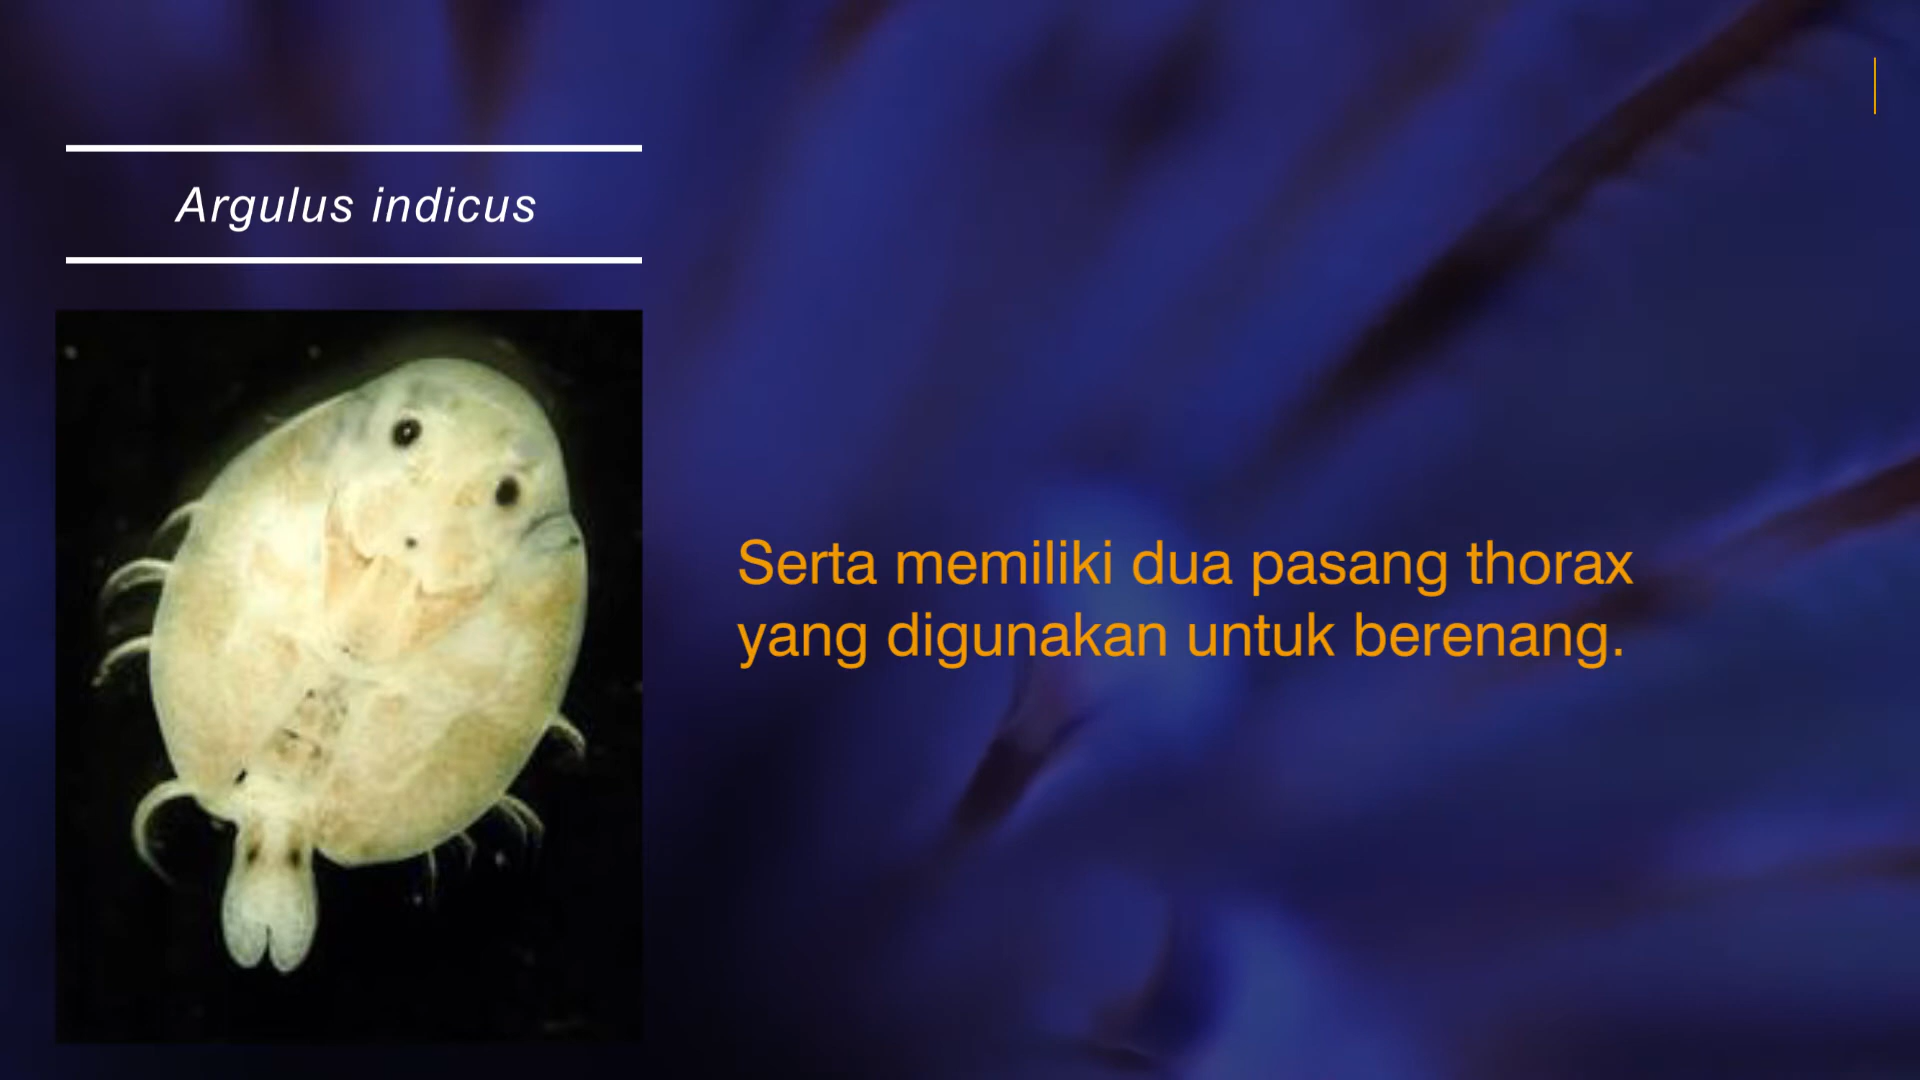 Argulus indicus
Serta memiliki dua pasang thorax
yang digunakan untuk berenang.